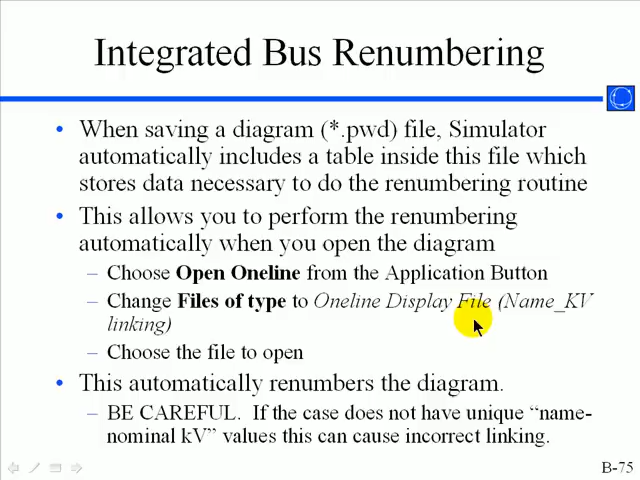 Integrated Bus Renumbering
• When saving a diagram (*.pwd) file, Simulator
automatically includes a table inside this file which
stores data necessary to do the renumbering routine
• This allows you to perform the renumbering
automatically when you open the diagram
– Choose Open Oneline from the Application Button
– Change Files of type to Oneline Display File (Name_KV
linking)
– Choose the file to open
• This automatically renumbers the diagram.
– BE CAREFUL. If the case does not have unique “name-
nominal kV” values this can cause incorrect linking.
B-75